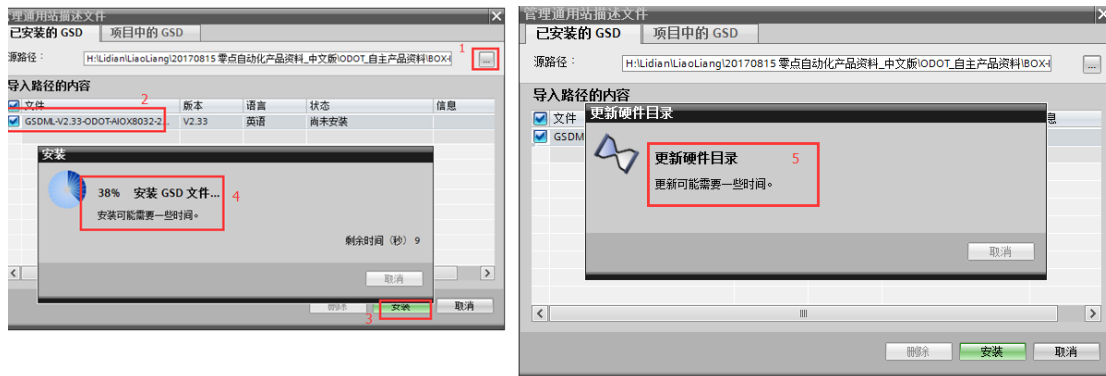 管理通用站描述文件
已安装的 GSD 项目中的 GSD
源路径： H:\Lidian\LiaoLiang\20170815 零点自动化产品资料_中文版\ODOT_自主产品资料\BOX-I ...
1
导入路径的内容
2
文件 版本 语言 状态 信息
GSDML-V2.33-ODOT-AIOX8032-2... V2.33 英语 尚未安装
安装
38% 安装 GSD 文件...
4
安装可能需要一些时间。
剩余时间（秒） 9
取消
删除 安装 取消
3
管理通用站描述文件
已安装的 GSD 项目中的 GSD
源路径： H:\Lidian\LiaoLiang\20170815 零点自动化产品资料_中文版\ODOT_自主产品资料\BOX-I ...
导入路径的内容
文件
GSDM
更新硬件目录
更新硬件目录
5
更新可能需要一些时间。
取消
删除 安装 取消